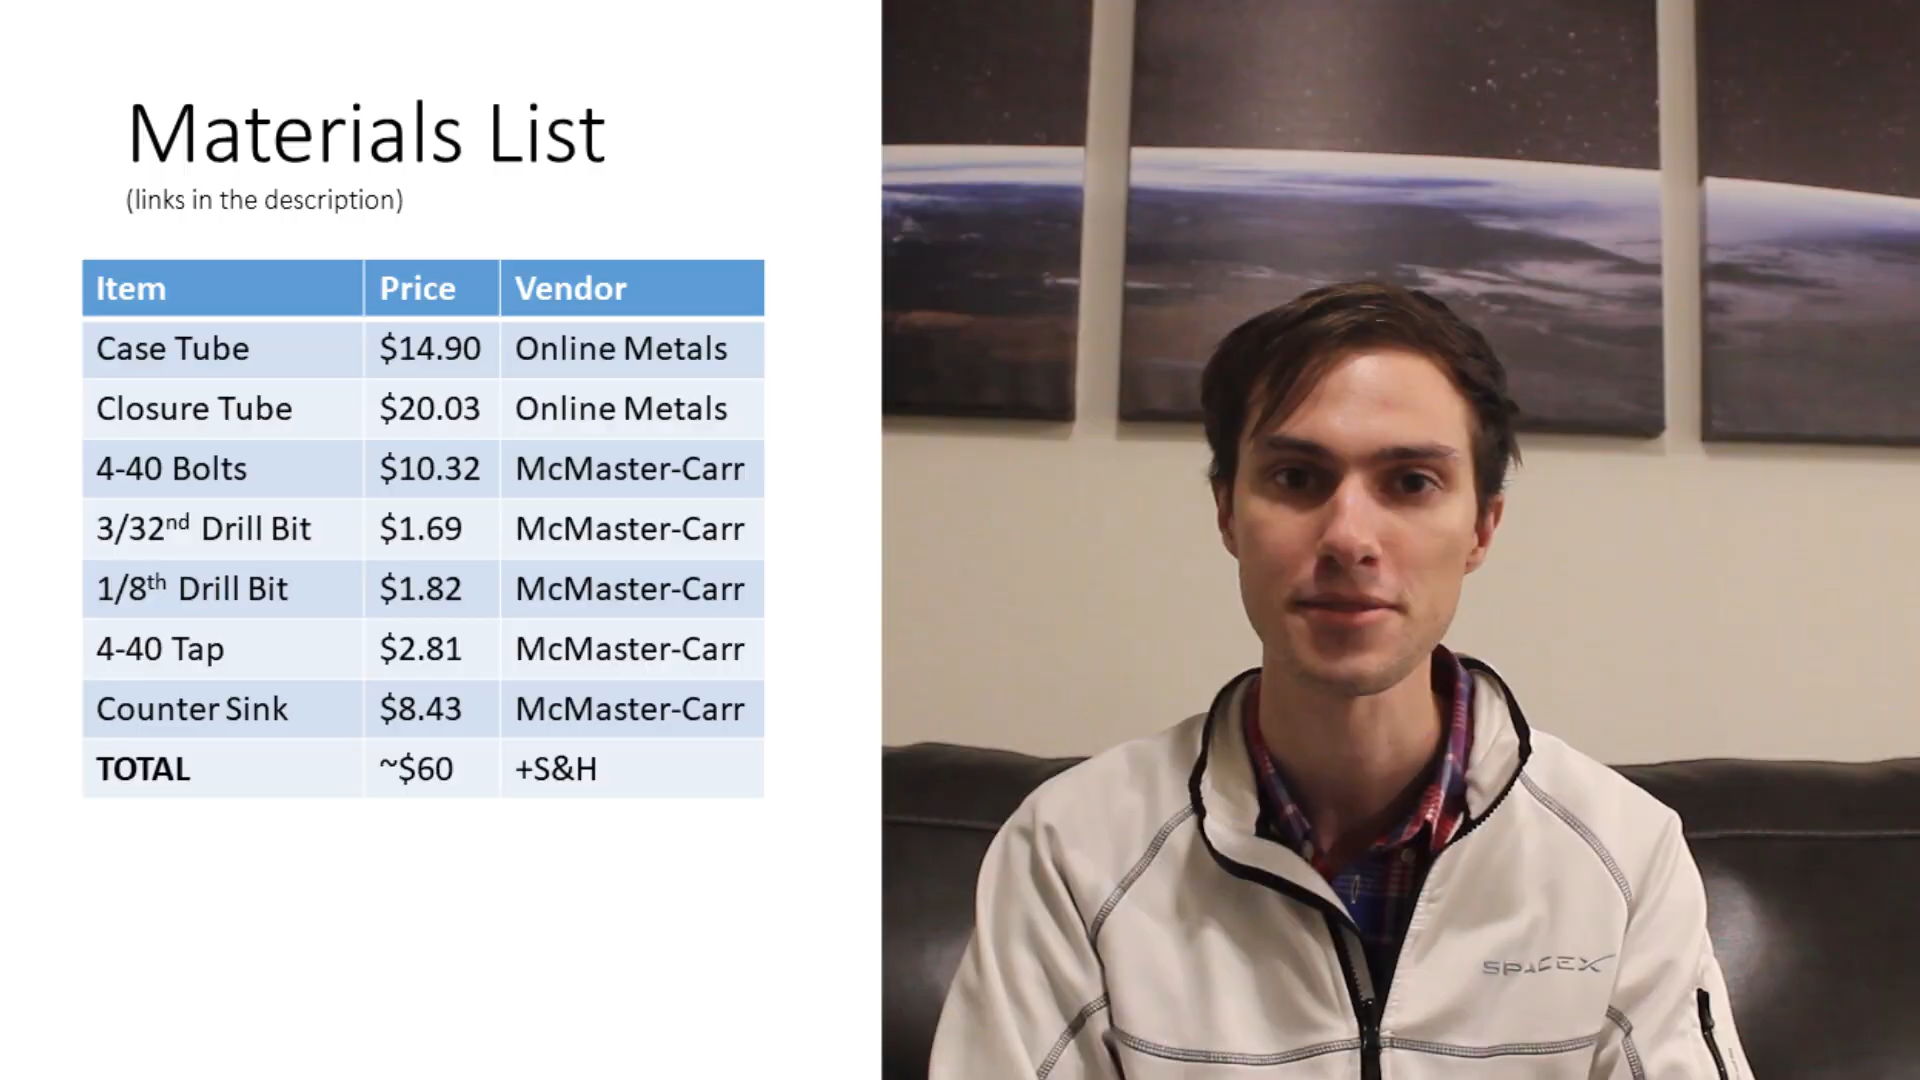 Materials List
(links in the description)
Item Price Vendor
Case Tube $14.90 Online Metals
Closure Tube $20.03 Online Metals
4-40 Bolts $10.32 McMaster-Carr
3/32nd Drill Bit $1.69 McMaster-Carr
1/8th Drill Bit $1.82 McMaster-Carr
4-40 Tap $2.81 McMaster-Carr
Counter Sink $8.43 McMaster-Carr
TOTAL ~$60 +S&H
SPACEX